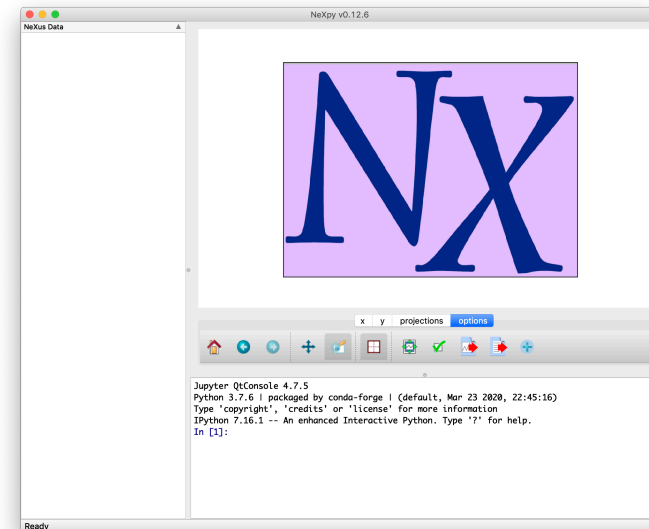 NeXpy v0.12.6
NeXus Data
NX
x y projections options
Jupyter QtConsole 4.7.5
Python 3.7.6 | packaged by conda-forge | (default, Mar 23 2020, 22:45:16)
Type 'copyright', 'credits' or 'license' for more information
IPython 7.16.1 -- An enhanced Interactive Python. Type '?' for help.
In [1]:
Ready